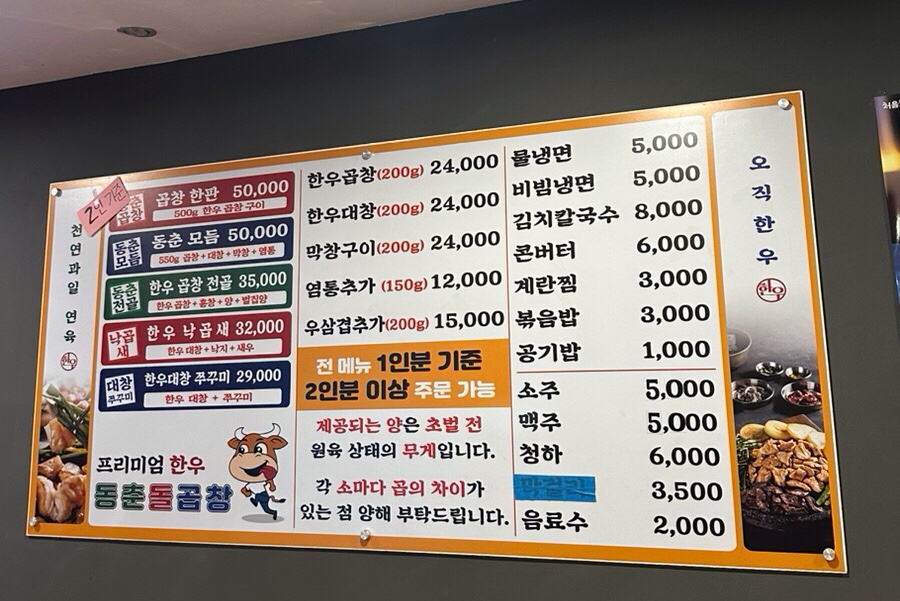 천연과일 연육
한우
2인 기준
동춘곱창
곱창 한판 50,000
500g 한우 곱창 구이
동춘모듬
동춘 모듬 50,000
550g 곱창 + 대창 + 막창 + 염통
동춘전골
한우 곱창 전골 35,000
한우 곱창 + 홍창 + 양 + 벌집양
낙곱새
한우 낙곱새 32,000
한우 대창 + 낙지 + 새우
대창쭈꾸미
한우대창 쭈꾸미 29,000
한우 대창 + 쭈꾸미
프리미엄 한우
동춘돌곱창
한우곱창(200g) 24,000
한우대창(200g) 24,000
막창구이(200g) 24,000
염통추가 (150g) 12,000
우삼겹추가(200g) 15,000
전 메뉴 1인분 기준
2인분 이상 주문 가능
제공되는 양은 초벌 전
원육 상태의 무게입니다.
각 소마다 곱의 차이가
있는 점 양해 부탁드립니다.
물냉면 5,000
비빔냉면 5,000
김치칼국수 8,000
콘버터 6,000
계란찜 3,000
볶음밥 3,000
공기밥 1,000
소주 5,000
맥주 5,000
청하 6,000
막걸리 3,500
음료수 2,000
오직한우
한우
처음